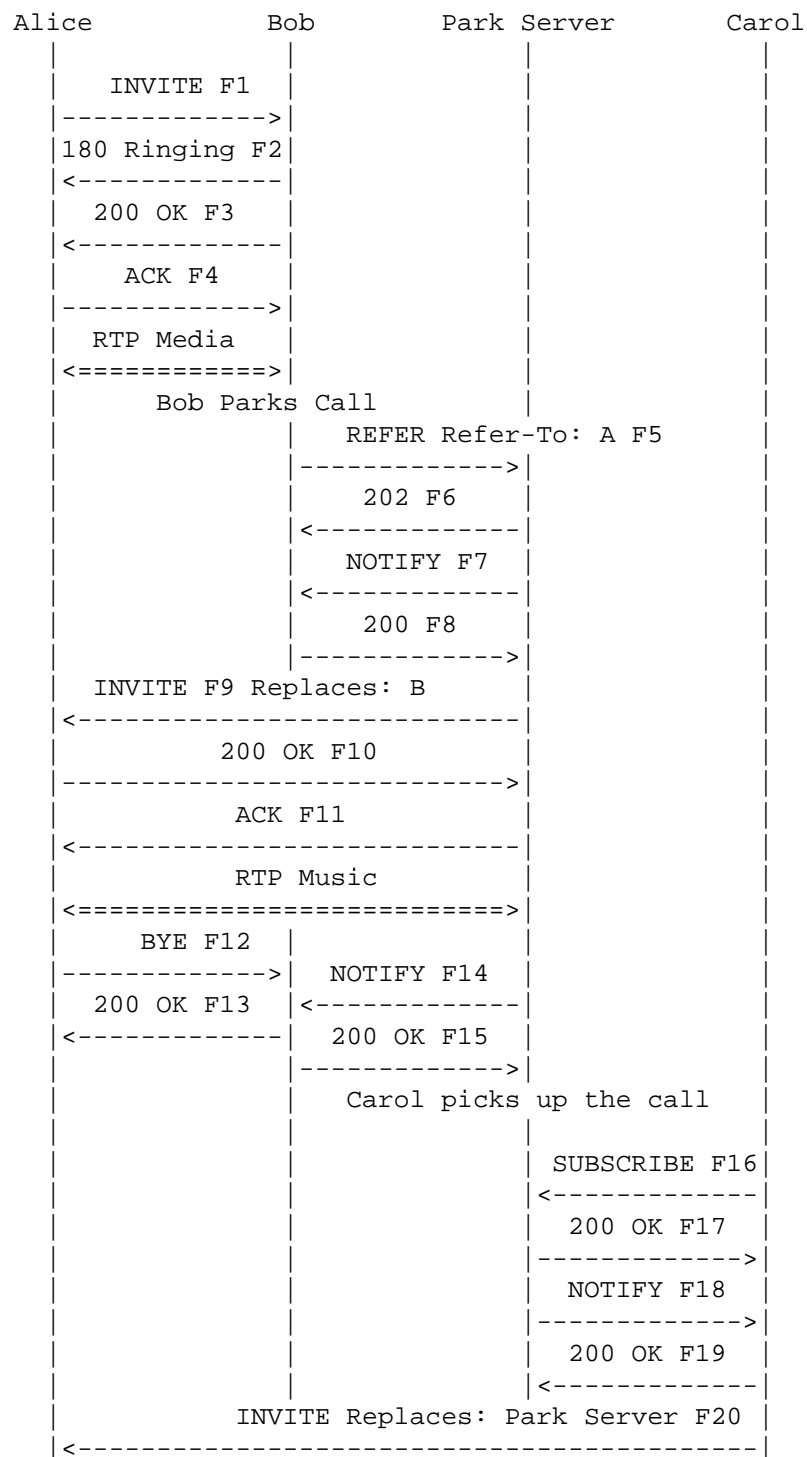 Alice           Bob        Park Server       Carol
  |              |              |              |
  |   INVITE F1  |              |              |
  |------------->|              |              |
  |180 Ringing F2|              |              |
  |<-------------|              |              |
  |  200 OK F3   |              |              |
  |<-------------|              |              |
  |    ACK F4    |              |              |
  |------------->|              |              |
  |  RTP Media   |              |              |
  |<============>|              |              |
  |      Bob Parks Call         |              |
  |              |  REFER Refer-To: A F5       |
  |              |------------->|              |
  |              |    202 F6    |              |
  |              |<-------------|              |
  |              |   NOTIFY F7  |              |
  |              |<-------------|              |
  |              |    200 F8    |              |
  |              |------------->|              |
  |  INVITE F9 Replaces: B      |              |
  |<----------------------------|              |
  |          200 OK F10         |              |
  |---------------------------->|              |
  |           ACK F11           |              |
  |<----------------------------|              |
  |           RTP Music         |              |
  |<===========================>|              |
  |     BYE F12  |              |              |
  |------------->|  NOTIFY F14  |              |
  |  200 OK F13  |<-------------|              |
  |<-------------|  200 OK F15  |              |
  |              |------------->|              |
  |              |  Carol picks up the call    |
  |              |              |              |
  |              |              | SUBSCRIBE F16|
  |              |              |<-------------|
  |              |              |  200 OK F17  |
  |              |              |------------->|
  |              |              |  NOTIFY F18  |
  |              |              |------------->|
  |              |              |  200 OK F19  |
  |              |              |<-------------|
  |           INVITE Replaces: Park Server F20 |
  |<-------------------------------------------|